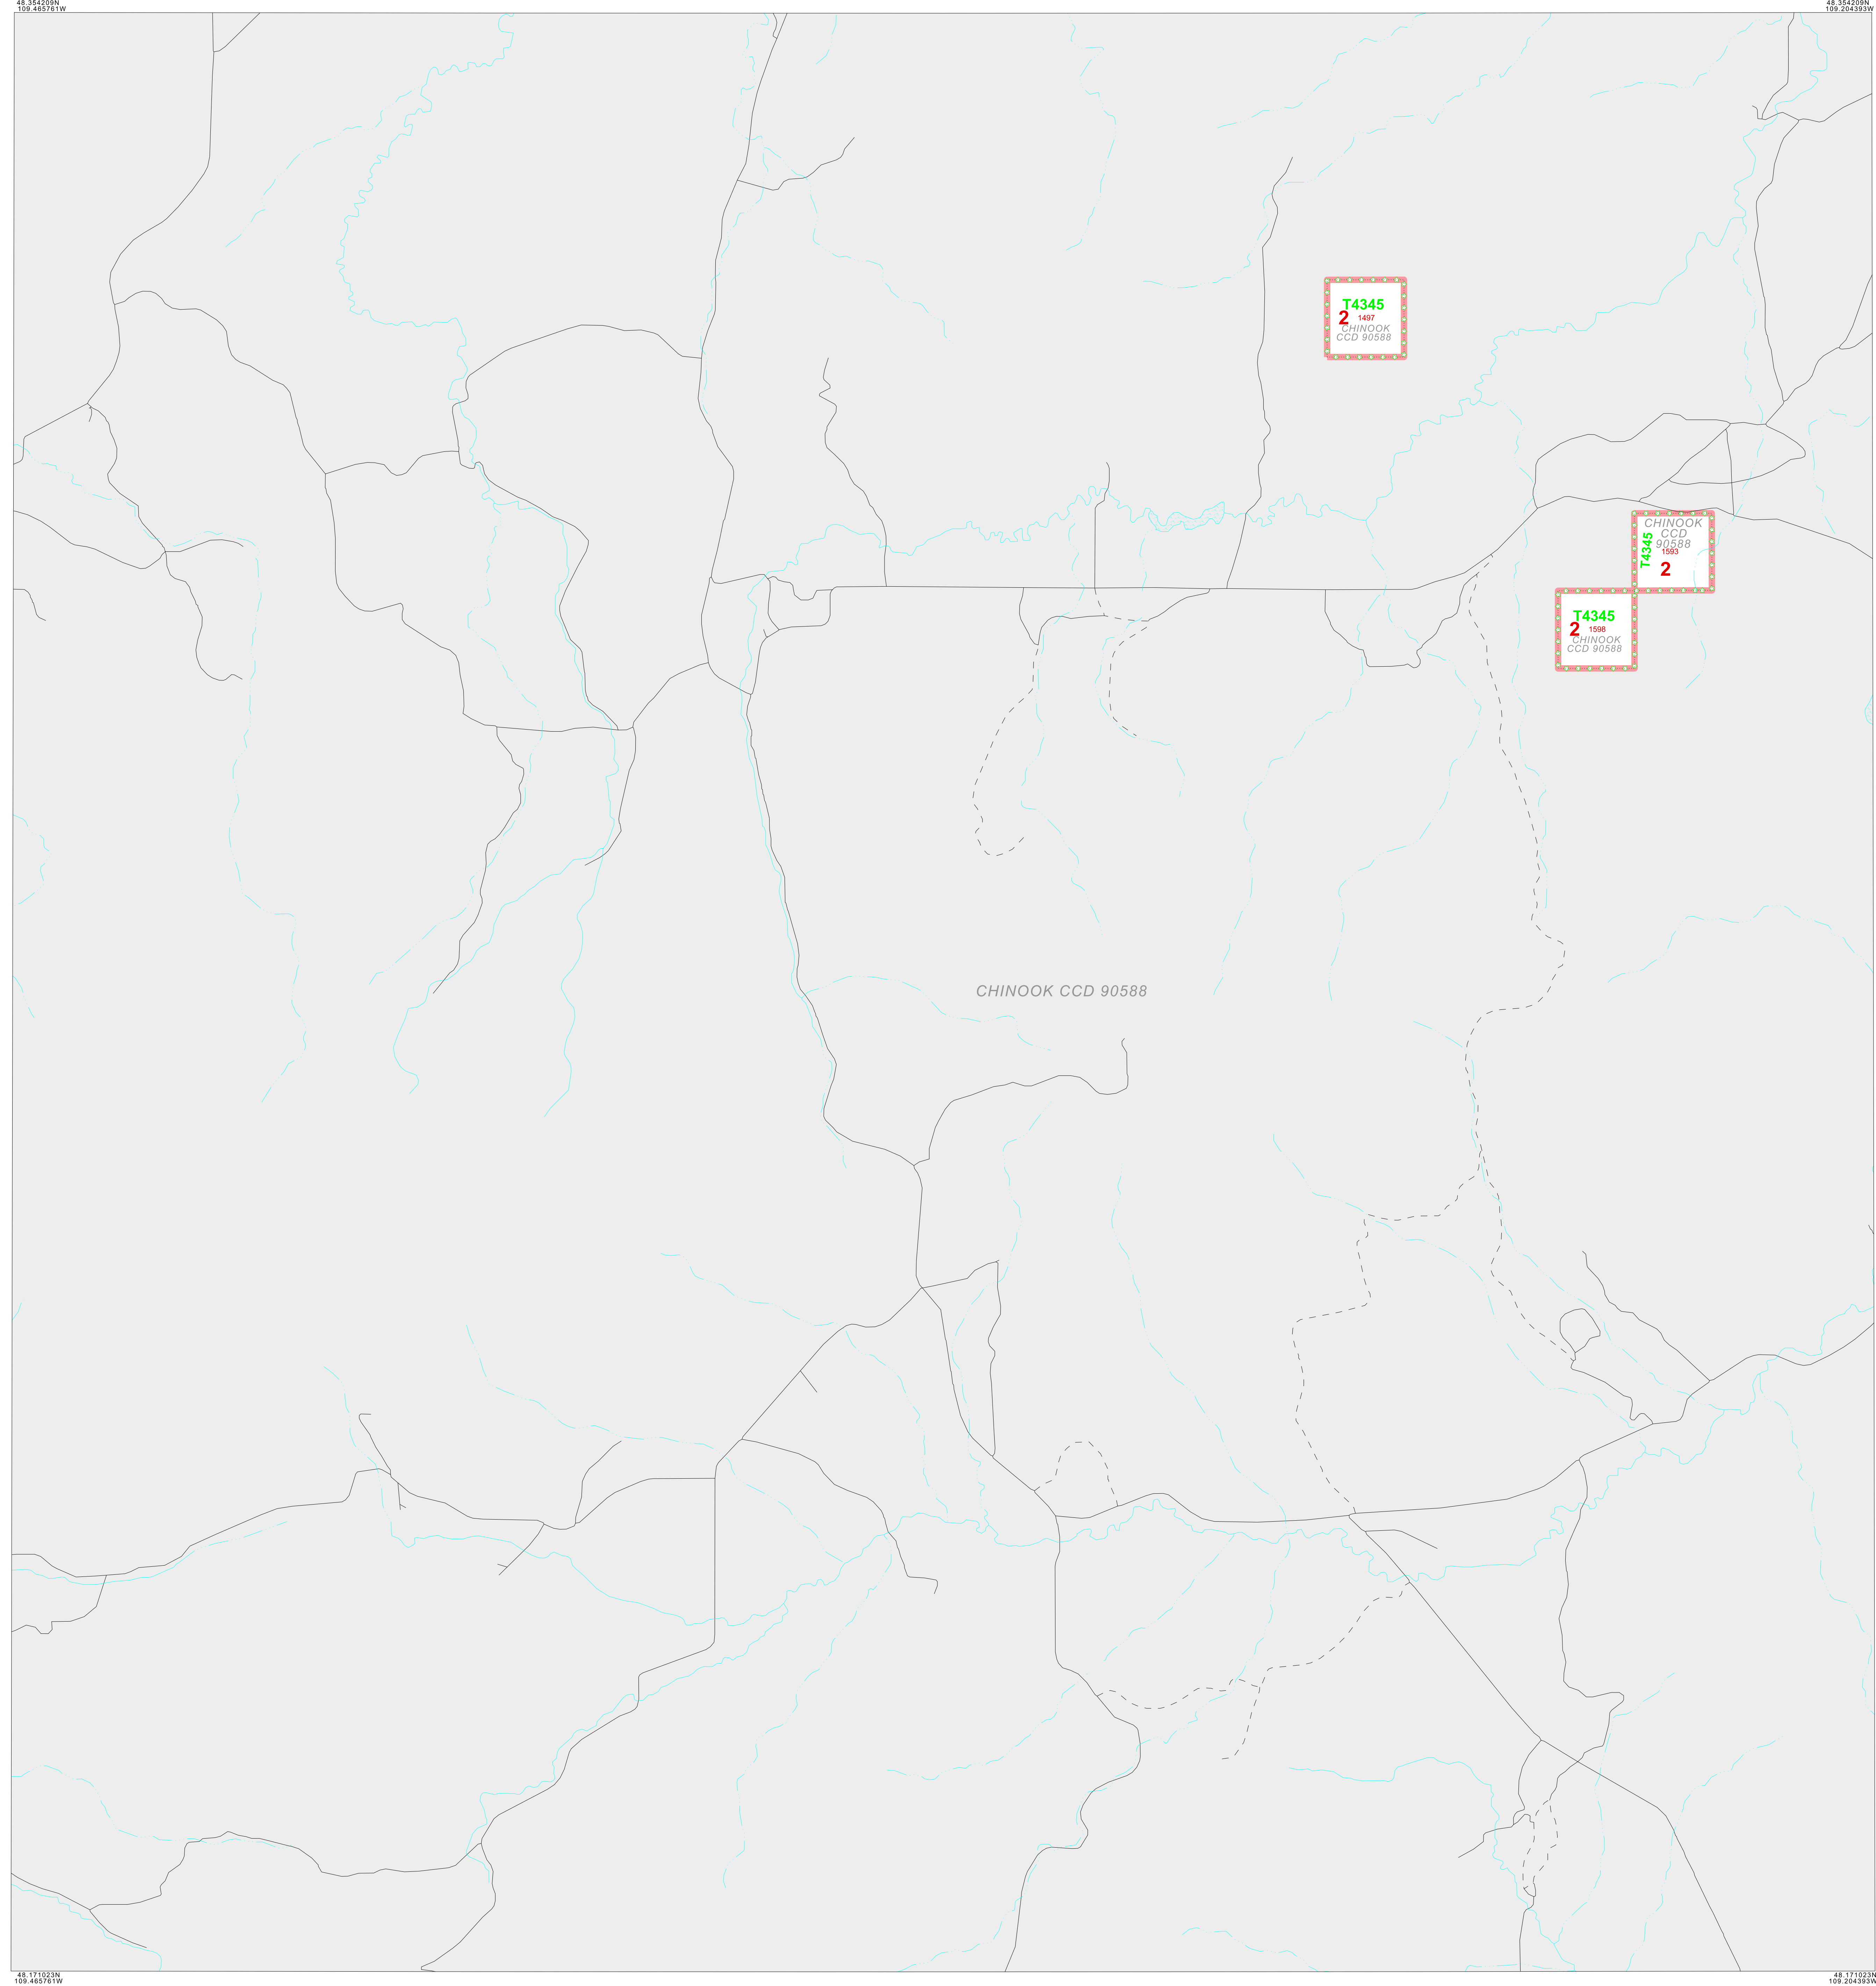 48.354209N
109.465761W
48.354209N
109.204393W
T4345
2 1497
CHINOOK
CCD 90588
CHINOOK
CCD
90588
T4345
1593
2
T4345
2 1598
CHINOOK
CCD 90588
CHINOOK CCD 90588
48.171023N
109.465761W
48.171023N
109.204393W